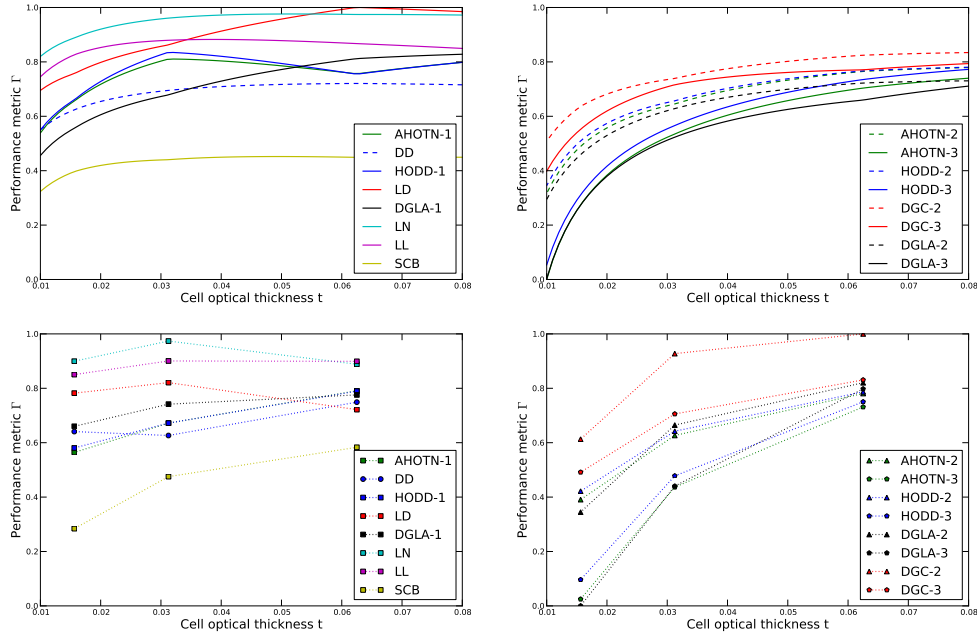 Performance metric Γ
1.0
0.8
0.6
0.4
0.2
0.0
0.01 0.02 0.03 0.04 0.05 0.06 0.07 0.08
Cell optical thickness t
AHOTN-1
DD
HODD-1
LD
DGLA-1
LN
LL
SCB
Performance metric Γ
1.0
0.8
0.6
0.4
0.2
0.0
0.01 0.02 0.03 0.04 0.05 0.06 0.07 0.08
Cell optical thickness t
AHOTN-2
AHOTN-3
HODD-2
HODD-3
DGC-2
DGC-3
DGLA-2
DGLA-3
Performance metric Γ
1.0
0.8
0.6
0.4
0.2
0.0
0.01 0.02 0.03 0.04 0.05 0.06 0.07 0.08
Cell optical thickness t
AHOTN-1
DD
HODD-1
LD
DGLA-1
LN
LL
SCB
Performance metric Γ
1.0
0.8
0.6
0.4
0.2
0.0
0.01 0.02 0.03 0.04 0.05 0.06 0.07 0.08
Cell optical thickness t
AHOTN-2
AHOTN-3
HODD-2
HODD-3
DGLA-2
DGLA-3
DGC-2
DGC-3